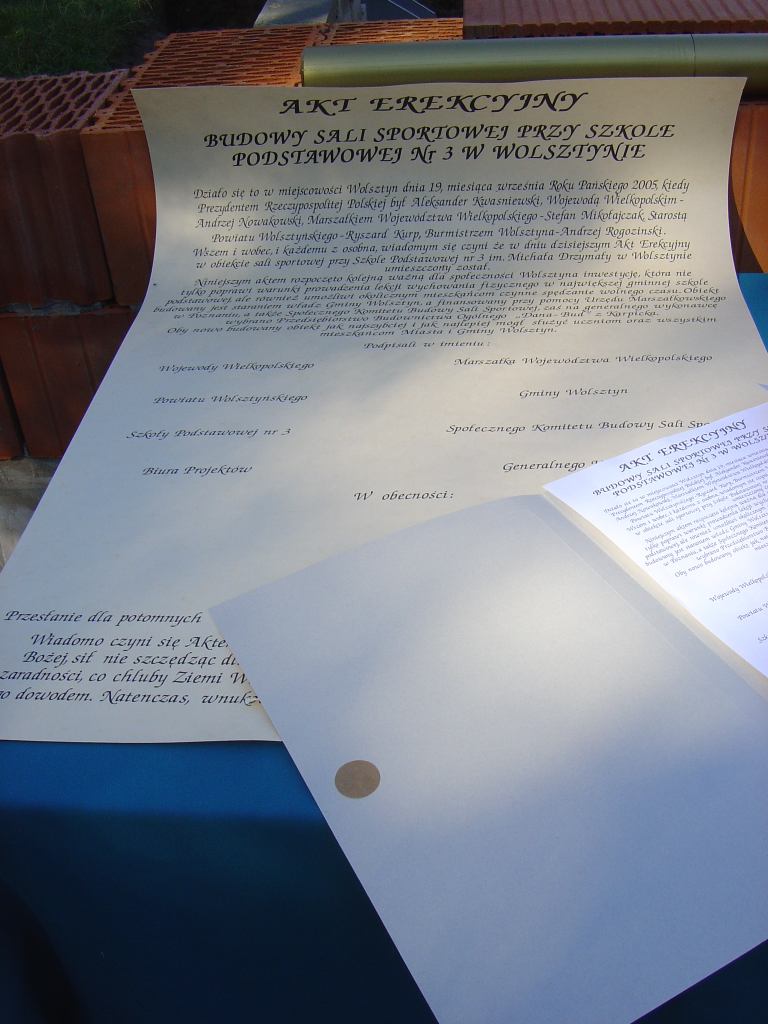 AKT EREKCYJNY
BUDOWY SALI SPORTOWEJ PRZY SZKOLE
PODSTAWOWEJ Nr 3 W WOLSZTYNIE
Działo się to w miejscowości Wolsztyn dnia 19, miesiąca września Roku Pańskiego 2005, kiedy
Prezydentem Rzeczypospolitej Polskiej był Aleksander Kwaśniewski, Wojewodą Wielkopolskim -
Andrzej Nowakowski, Marszałkiem Województwa Wielkopolskiego - Stefan Mikołajczak, Starostą
Powiatu Wolsztyńskiego - Ryszard Kurp, Burmistrzem Wolsztyna - Andrzej Rogoziński.
Wszem i wobec, i każdemu z osobna, wiadomym się czyni że w dniu dzisiejszym Akt Erekcyjny
w obiekcie sali sportowej przy Szkole Podstawowej nr 3 im. Michała Drzymały w Wolsztynie
umieszczony został.
Niniejszym aktem rozpoczęto kolejną ważną dla społeczności Wolsztyna inwestycję, która nie
tylko poprawi warunki prowadzenia lekcji wychowania fizycznego w największej gminnej szkole
podstawowej, ale również umożliwi okolicznym mieszkańcom czynne spędzanie wolnego czasu. Obiekt
budowany jest staraniem władz Gminy Wolsztyn, a finansowany przy pomocy Urzędu Marszałkowskiego
w Poznaniu, a także Społecznego Komitetu Budowy Sali Sportowej, zaś na generalnego wykonawcę
wybrano Przedsiębiorstwo Budownictwa Ogólnego „Dana-Bud" z Karpicka.
Oby nowo budowany obiekt jak najszybciej i jak najlepiej mógł służyć uczniom oraz wszystkim
mieszkańcom Miasta i Gminy Wolsztyn.
Podpisali w imieniu:
Wojewody Wielkopolskiego Marszałka Województwa Wielkopolskiego
Powiatu Wolsztyńskiego Gminy Wolsztyn
Szkoły Podstawowej nr 3 Społecznego Komitetu Budowy Sali
Biura Projektów Generalnego
W obecności:
Przesłanie dla potomnych
Wiadomo czyni się
Bożej, sił nie szczędząc
zaradności, co chluby Ziemi
dowodem. Natenczas,
AKT EREKCYJNY
BUDOWY SALI SPORTOWEJ PRZY
PODSTAWOWEJ Nr 3 W WOLSZTYNIE